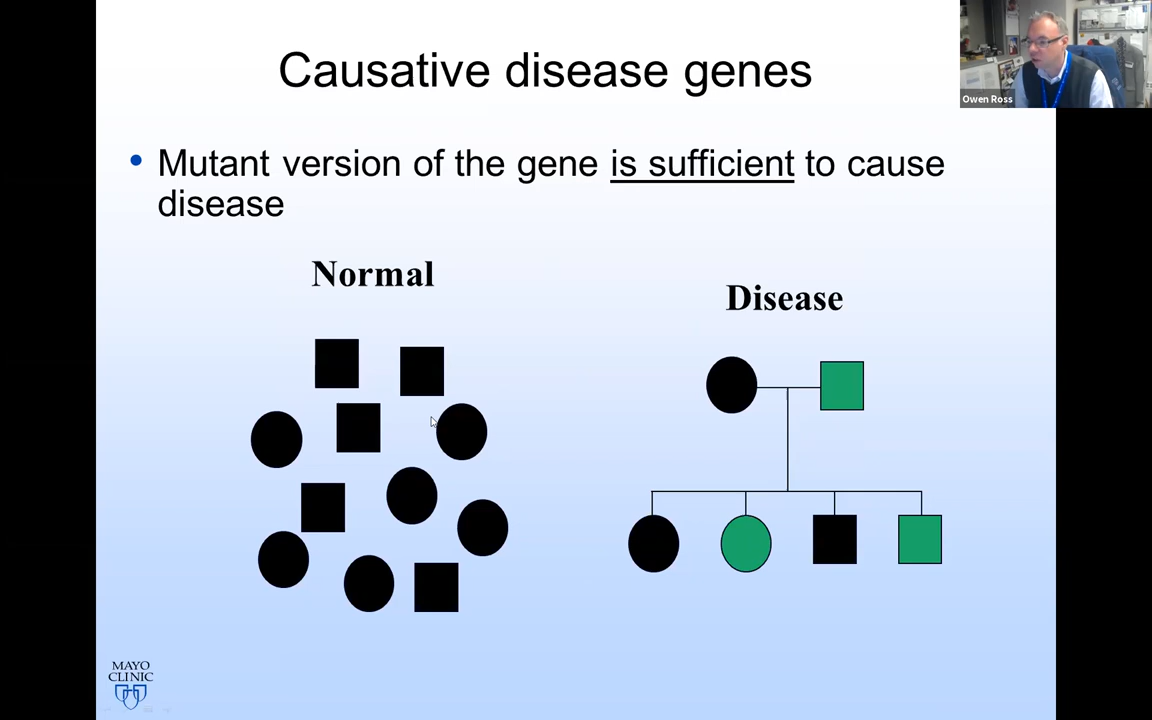 Causative disease genes
Owen Ross
• Mutant version of the gene is sufficient to cause
disease
Normal
Disease
MAYO
CLINIC